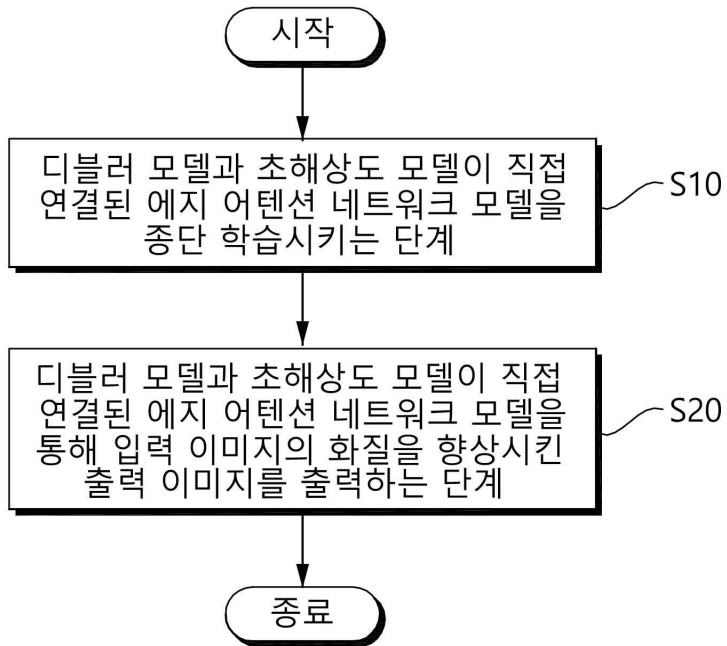 시작
디블러 모델과 초해상도 모델이 직접
연결된 에지 어텐션 네트워크 모델을
종단 학습시키는 단계
S10
디블러 모델과 초해상도 모델이 직접
연결된 에지 어텐션 네트워크 모델을
통해 입력 이미지의 화질을 향상시킨
출력 이미지를 출력하는 단계
S20
종료